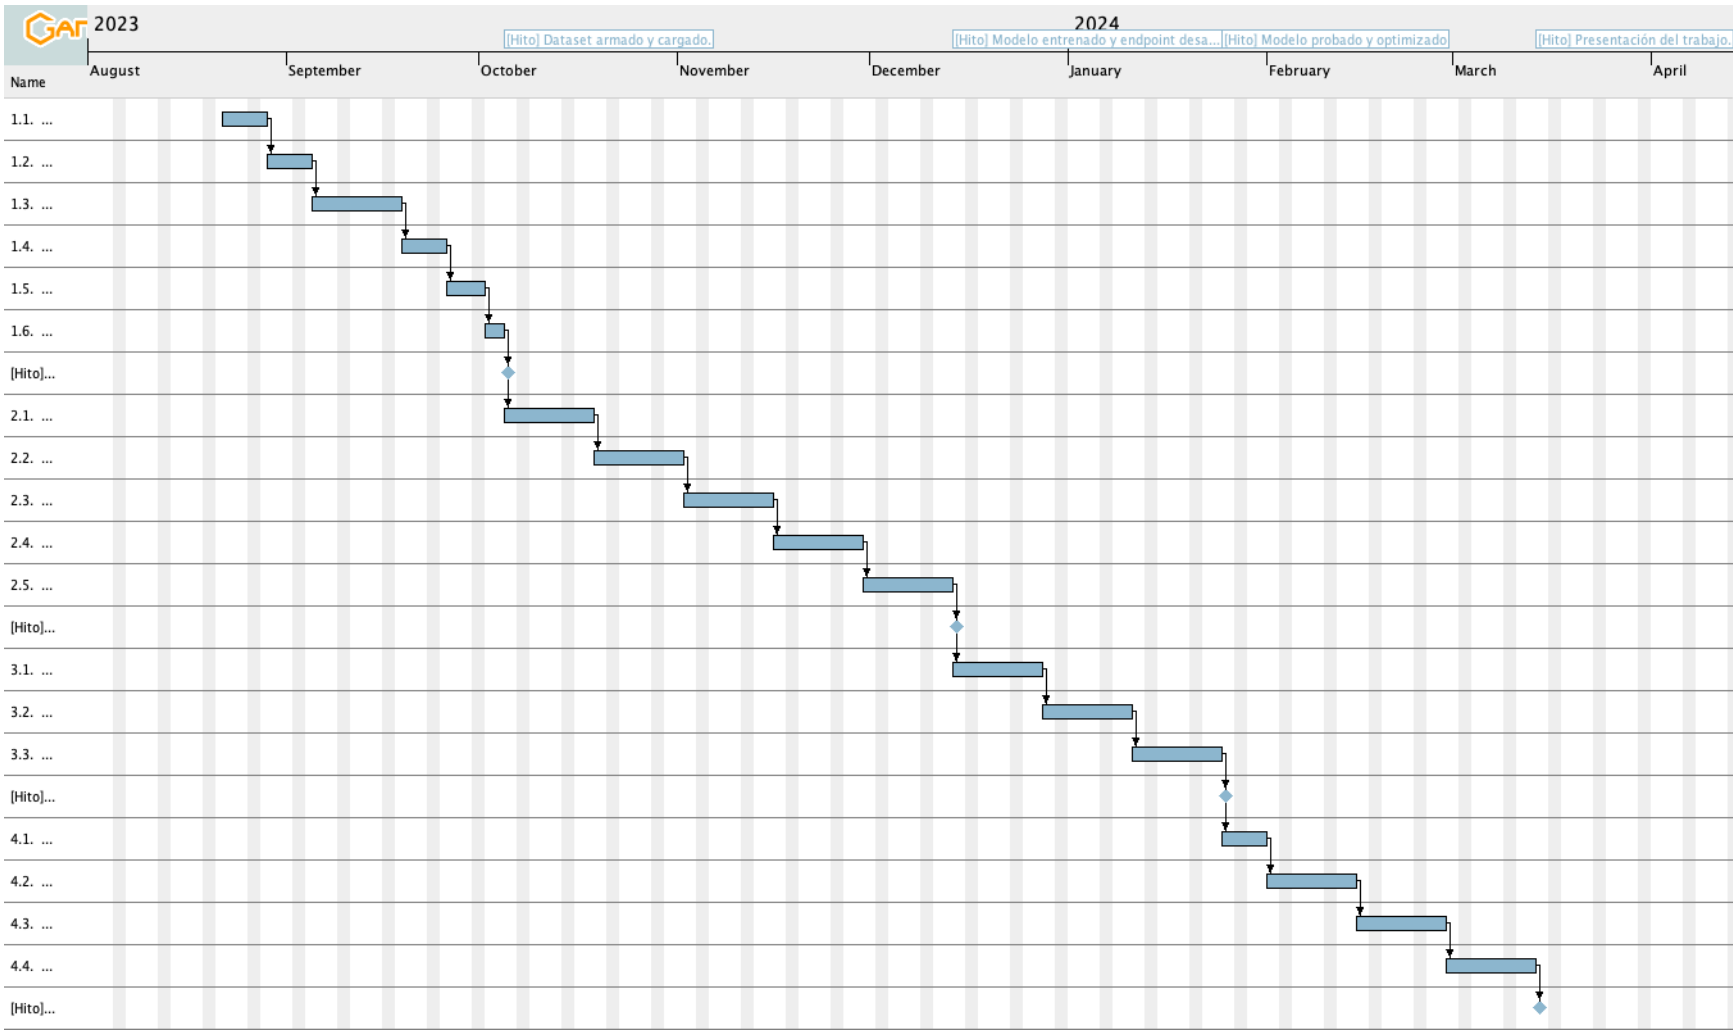 Gan
2023
2024
[Hito] Dataset armado y cargado.
[Hito] Modelo entrenado y endpoint desa...
[Hito] Modelo probado y optimizado
[Hito] Presentación del trabajo.
August
September
October
November
December
January
February
March
April
Name
1.1. ...
1.2. ...
1.3. ...
1.4. ...
1.5. ...
1.6. ...
[Hito]...
2.1. ...
2.2. ...
2.3. ...
2.4. ...
2.5. ...
[Hito]...
3.1. ...
3.2. ...
3.3. ...
[Hito]...
4.1. ...
4.2. ...
4.3. ...
4.4. ...
[Hito]...